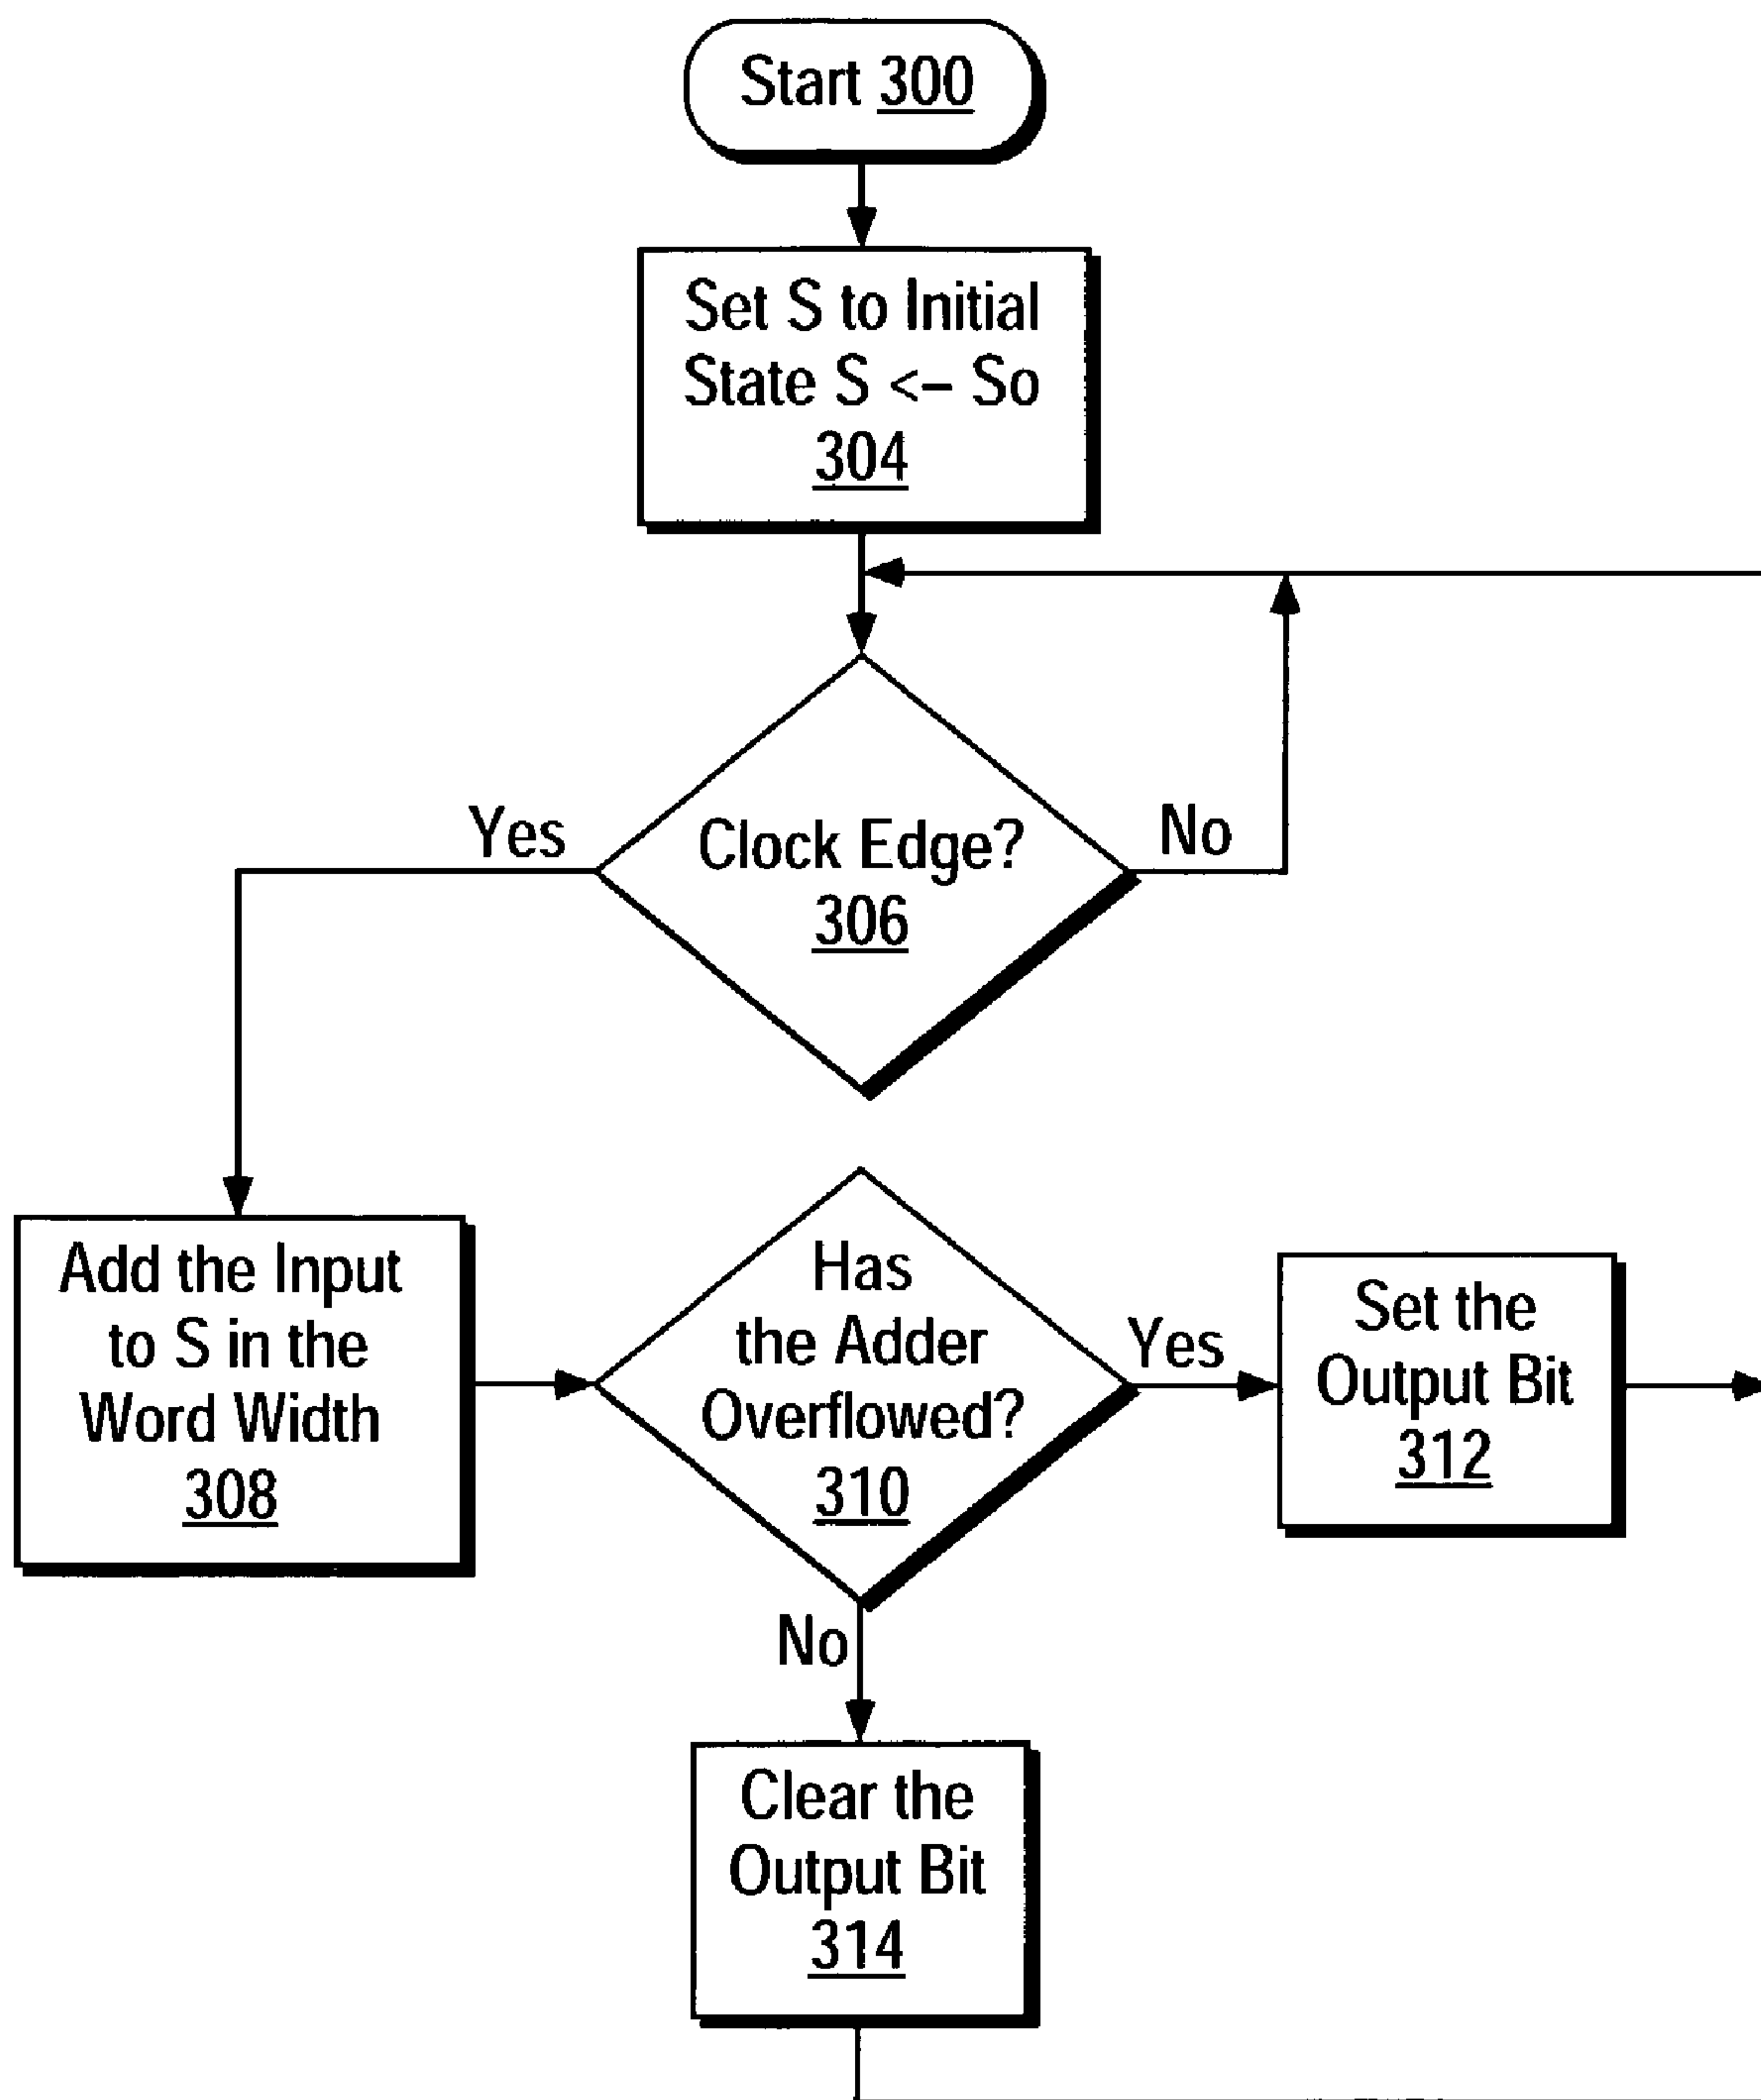 Start 300
Set S to Initial
State S <– So
304
Yes
Clock Edge?
No
306
Add the Input
to S in the
Word Width
308
Has
the Adder
Overflowed?
310
Yes
Set the
Output Bit
312
No
Clear the
Output Bit
314